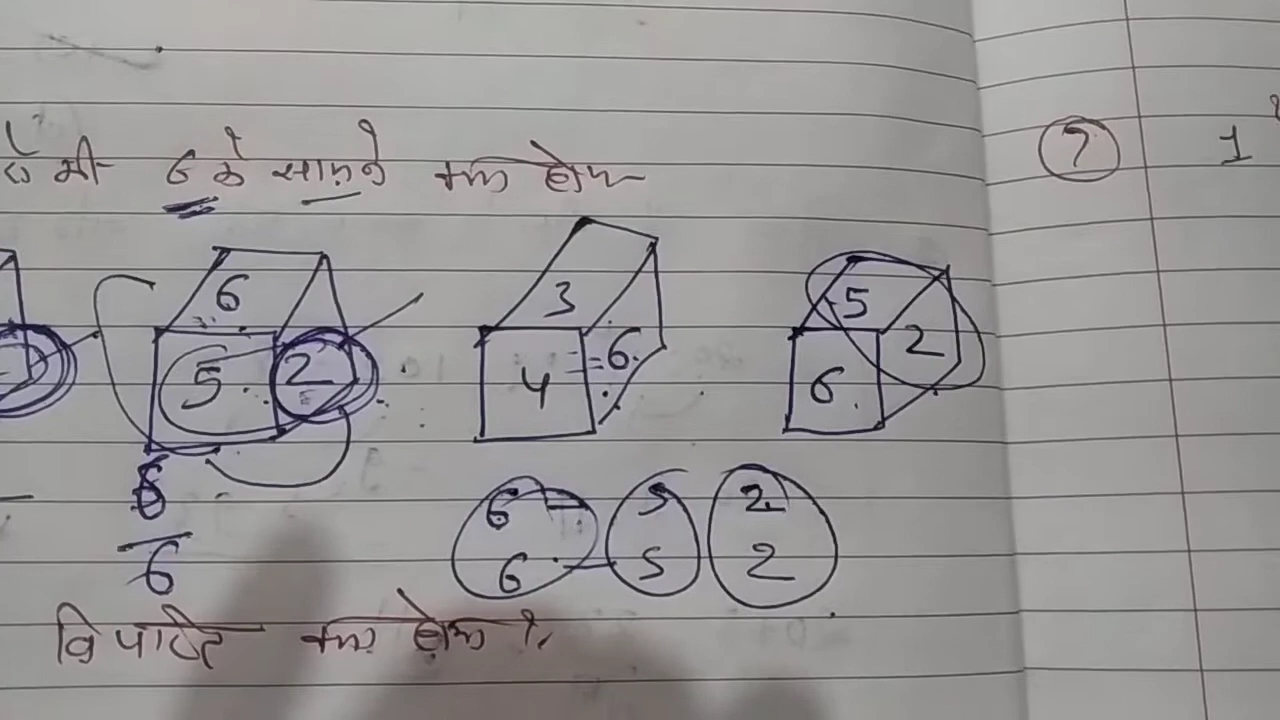 6 के सामने क्या होगा
7 1
6 3 5
5 2 4 6 6 2
6 5 2
6 6 5 2
विपरीत क्या होगा ?